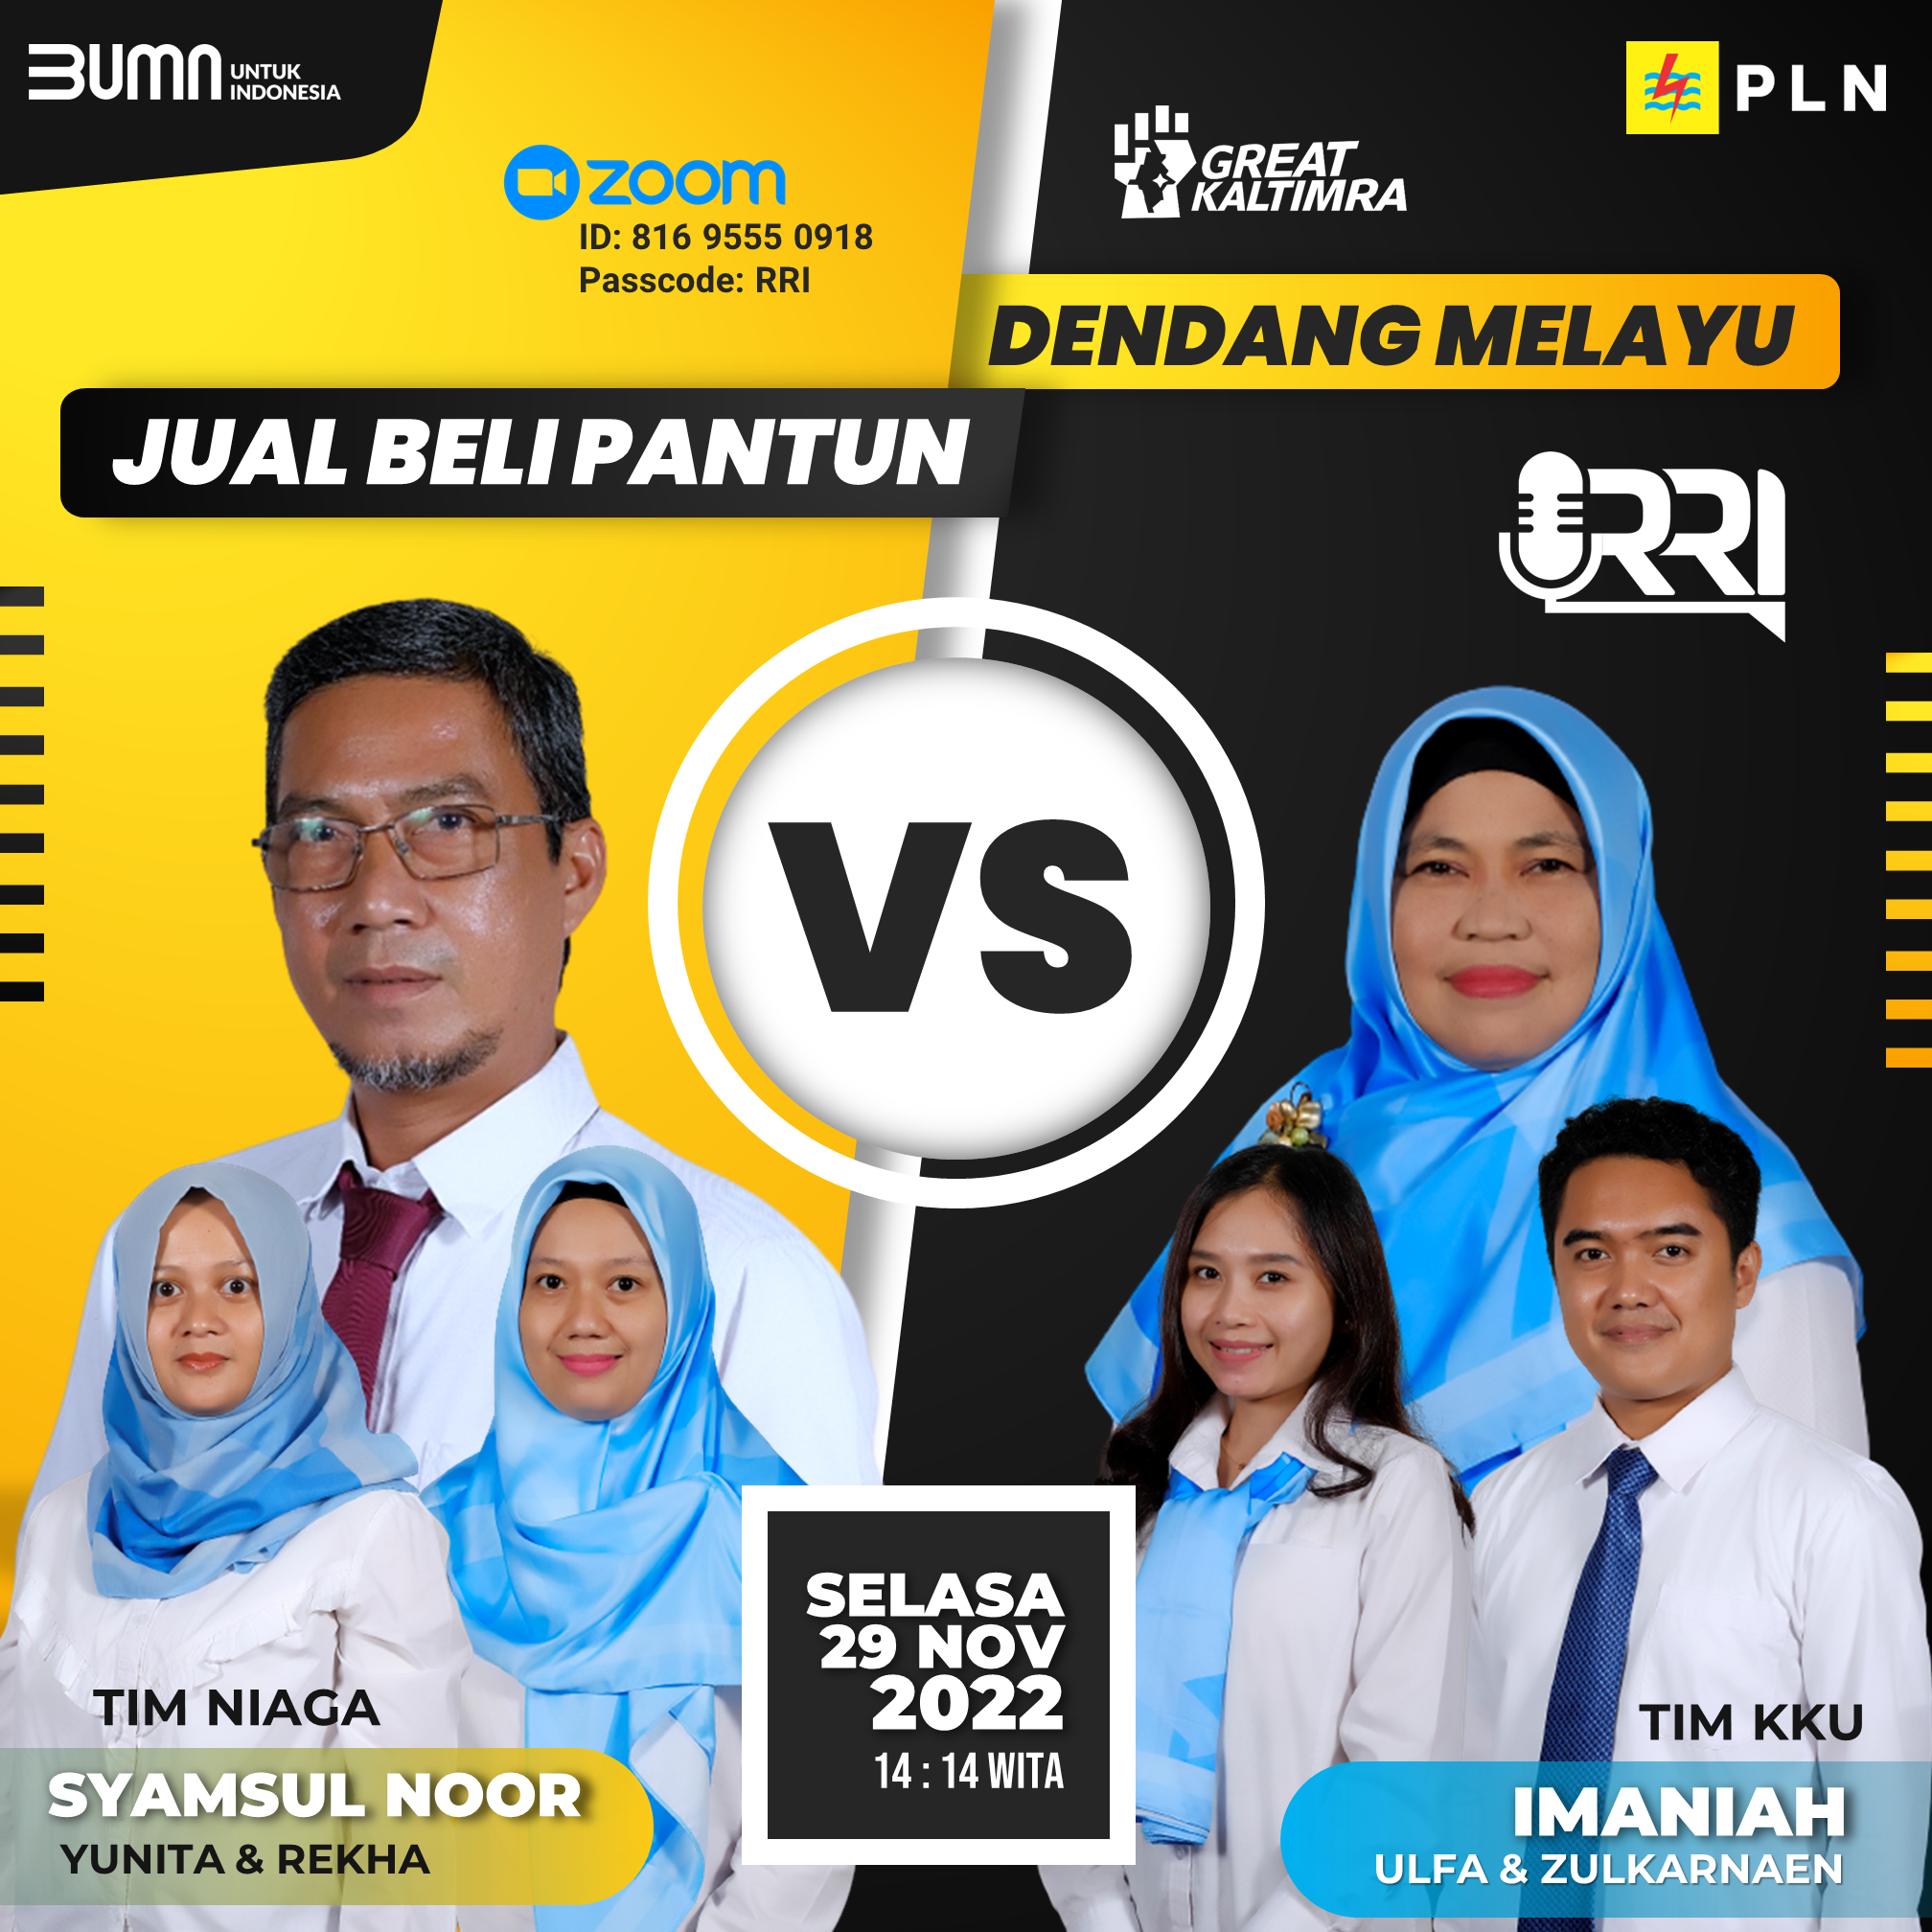 BUMN UNTUK
INDONESIA
PLN
zoom
ID: 816 9555 0918
Passcode: RRI
GREAT
KALTIMRA
DENDANG MELAYU
JUAL BELI PANTUN
RRI
VS
SELASA
29 NOV
2022
14 : 14 WITA
TIM NIAGA
SYAMSUL NOOR
YUNITA & REKHA
TIM KKU
IMANIAH
ULFA & ZULKARNAEN